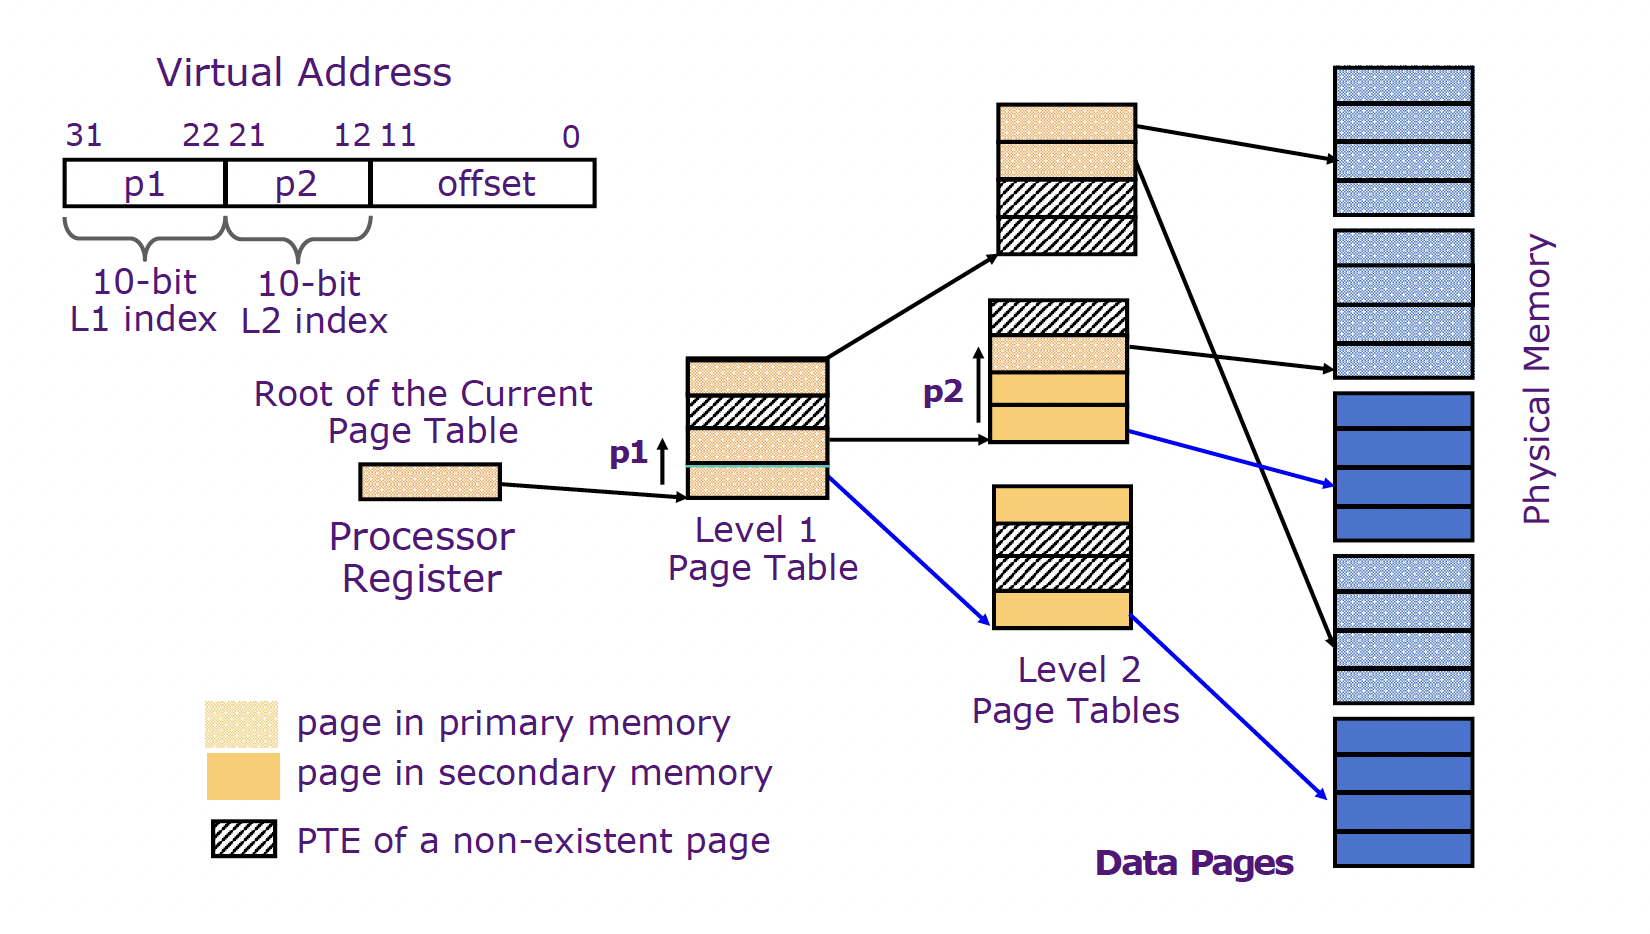 Virtual Address
31 22 21 12 11 0
p1 p2 offset
10-bit
L1 index
10-bit
L2 index
Root of the Current
Page Table
Processor
Register
p1
Level 1
Page Table
p2
Level 2
Page Tables
Physical Memory
page in primary memory
page in secondary memory
PTE of a non-existent page
Data Pages